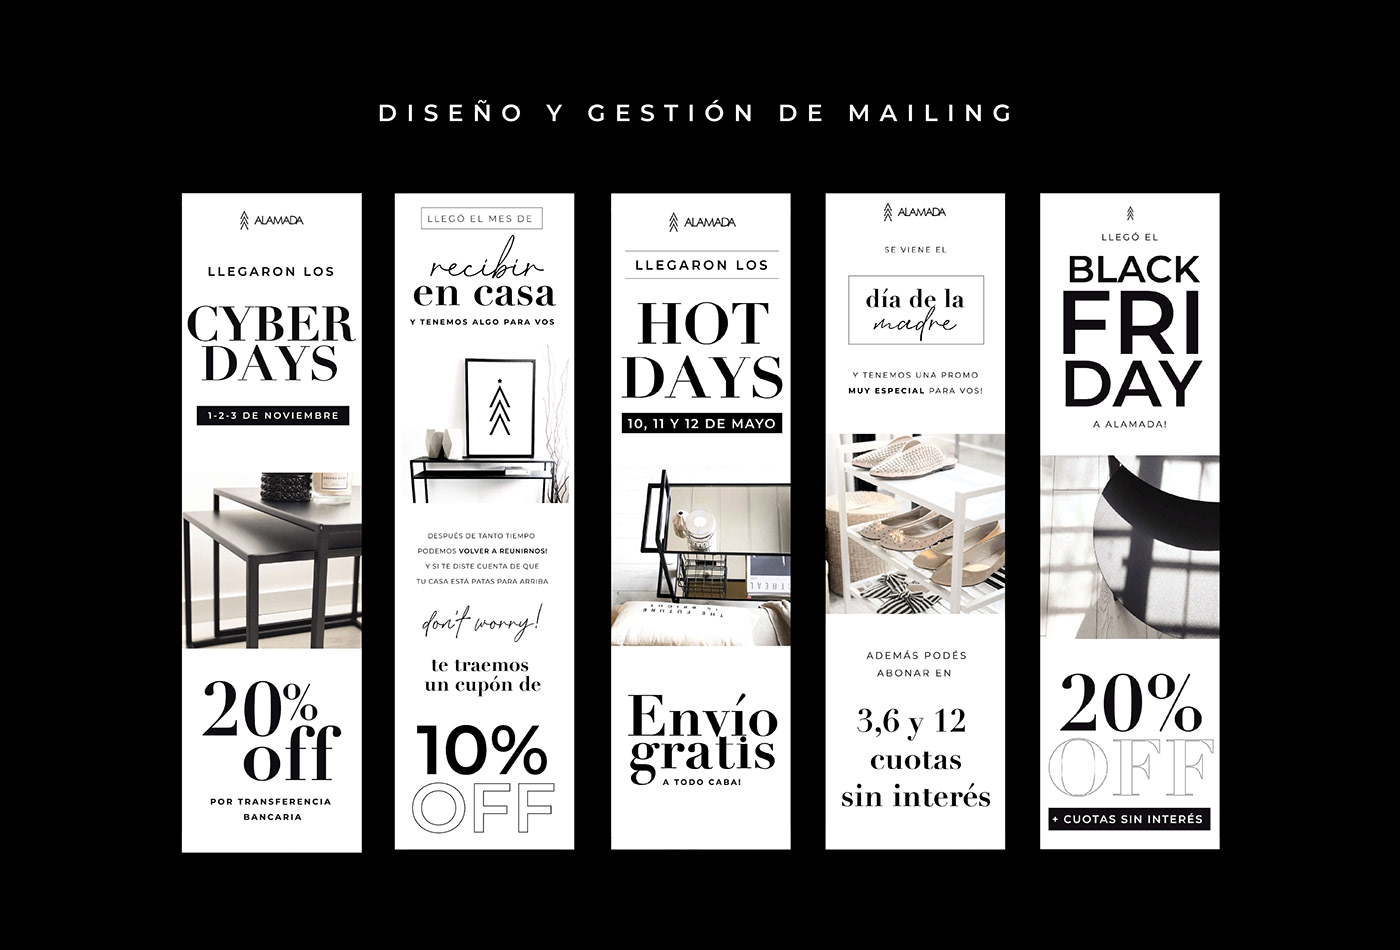 DISEÑO Y GESTIÓN DE MAILING
ALAMADA
LLEGARON LOS
CYBER
DAYS
1-2-3 DE NOVIEMBRE
20%
off
POR TRANSFERENCIA
BANCARIA
LLEGÓ EL MES DE
recibir
en casa
Y TENEMOS ALGO PARA VOS
DESPUÉS DE TANTO TIEMPO
PODEMOS VOLVER A REUNIRNOS!
Y SI TE DISTE CUENTA DE QUE
TU CASA ESTÁ PATAS PARA ARRIBA
don't worry!
te traemos
un cupón de
10%
OFF
ALAMADA
LLEGARON LOS
HOT
DAYS
10, 11 Y 12 DE MAYO
THE FUTURE
IS BRIGHT
Envío
gratis
A TODO CABA!
ALAMADA
SE VIENE EL
día de la
madre
Y TENEMOS UNA PROMO
MUY ESPECIAL PARA VOS!
ADEMÁS PODÉS
ABONAR EN
3,6 y 12
cuotas
sin interés
LLEGÓ EL
BLACK
FRI
DAY
A ALAMADA!
20%
OFF
+ CUOTAS SIN INTERÉS